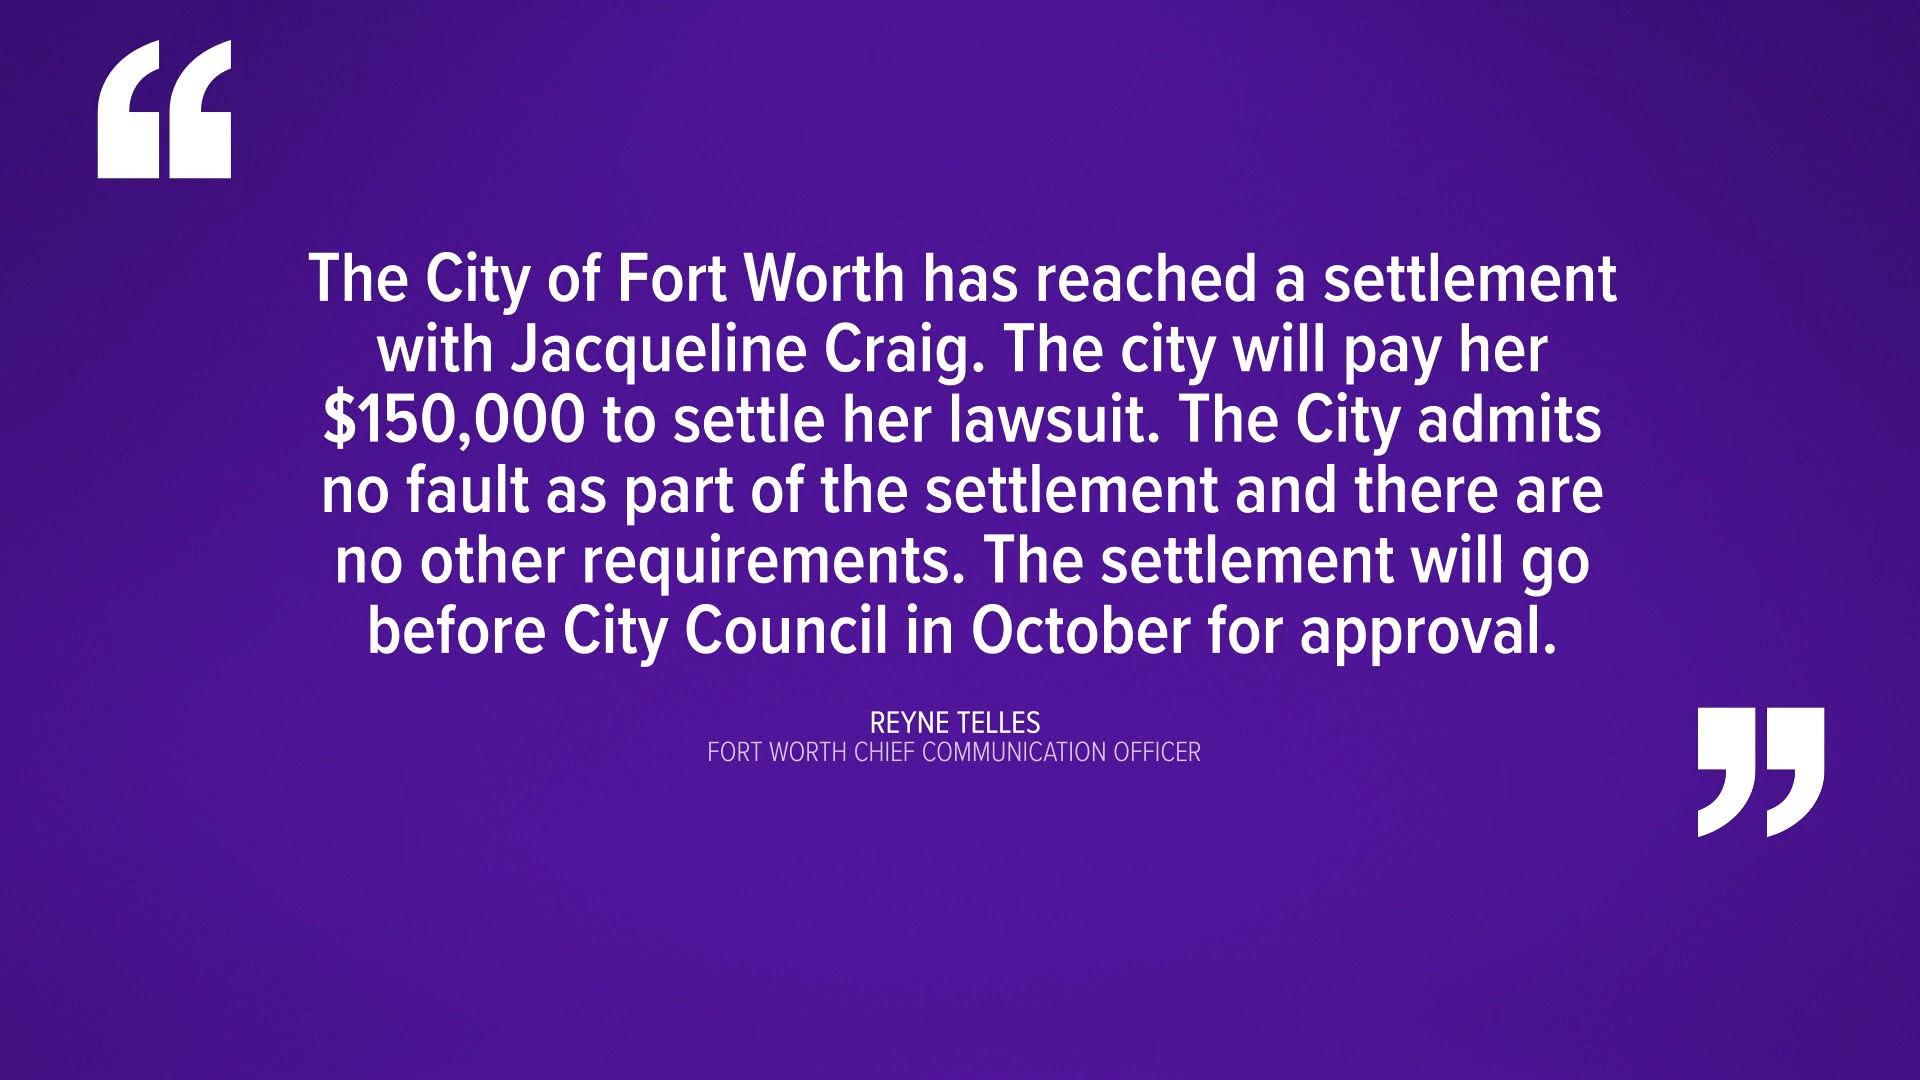 “
The City of Fort Worth has reached a settlement
with Jacqueline Craig. The city will pay her
$150,000 to settle her lawsuit. The City admits
no fault as part of the settlement and there are
no other requirements. The settlement will go
before City Council in October for approval.
REYNE TELLES
FORT WORTH CHIEF COMMUNICATION OFFICER
”